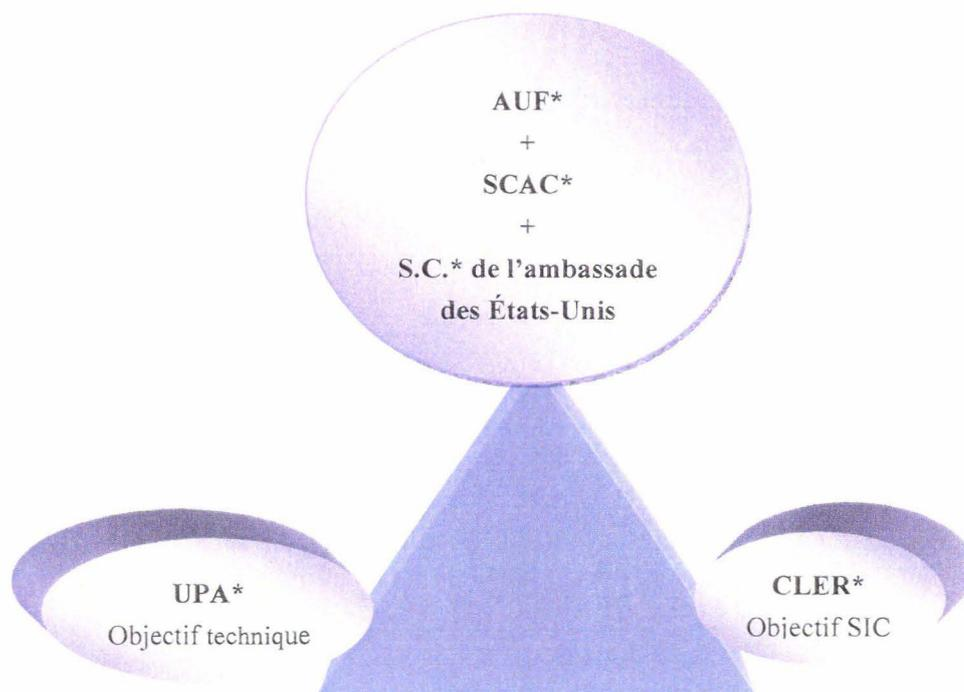 AUF*
+
SCAC*
+
S.C.* de l'ambassade
des États-Unis
UPA*
Objectif technique
CLER*
Objectif SIC